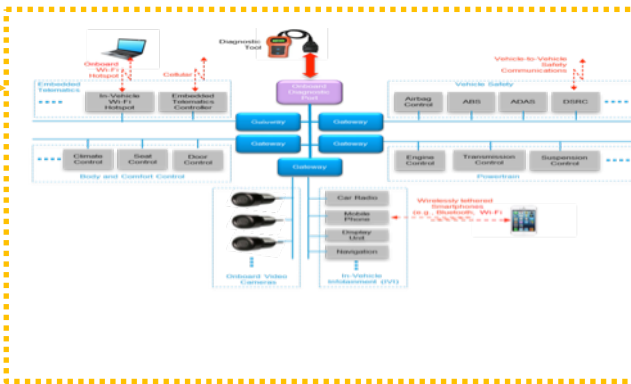 Diagnostic
Tool
Onboard
Wi-Fi
Hotspot
Cellular
Vehicle-to-Vehicle
Safety
Communications
Embedded
Telematics
Onboard
Diagnostic
Port
Vehicle Safety
In-Vehicle
Wi-Fi
Hotspot
Embedded
Telematics
Controller
Airbag
Control
ABS
ADAS
DSRC
Gateway
Gateway
Gateway
Gateway
Climate
Control
Seat
Control
Door
Control
Gateway
Engine
Control
Transmission
Control
Suspension
Control
Body and Comfort Control
Powertrain
Car Radio
Mobile
Phone
Display
Unit
Navigation
Wirelessly-tethered
Smartphones
(e.g., Bluetooth, Wi-Fi)
Onboard Video
Cameras
In-Vehicle
Infotainment (IVI)